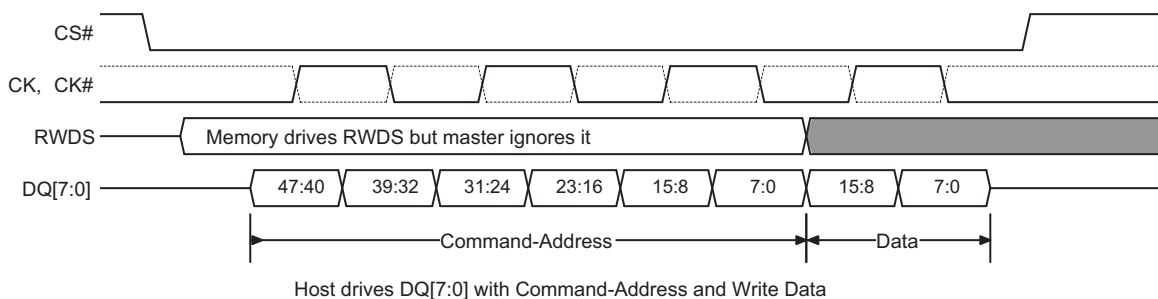 CS#
CK, CK#
RWDS
Memory drives RWDS but master ignores it
DQ[7:0]
47:40 39:32 31:24 23:16 15:8 7:0 15:8 7:0
Command-Address Data
Host drives DQ[7:0] with Command-Address and Write Data